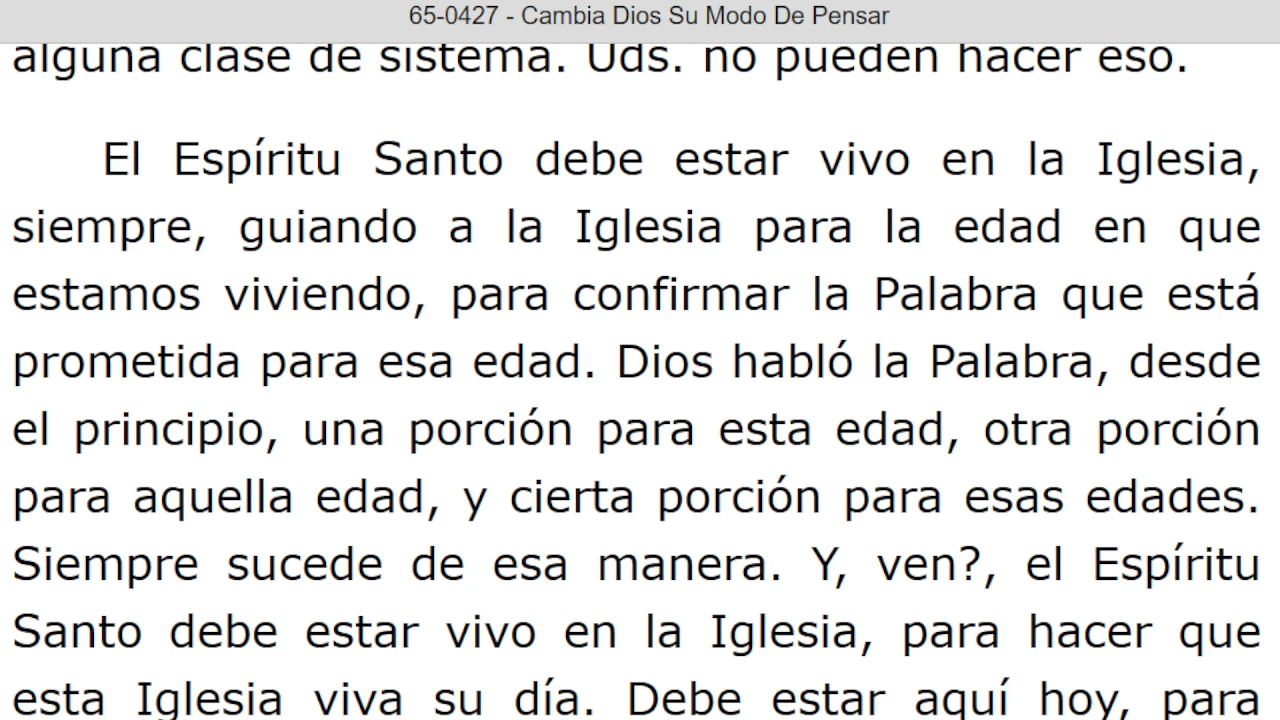 65-0427 - Cambia Dios Su Modo De Pensar
alguna clase de sistema. Uds. no pueden hacer eso.
El Espíritu Santo debe estar vivo en la Iglesia,
siempre, guiando a la Iglesia para la edad en que
estamos viviendo, para confirmar la Palabra que está
prometida para esa edad. Dios habló la Palabra, desde
el principio, una porción para esta edad, otra porción
para aquella edad, y cierta porción para esas edades.
Siempre sucede de esa manera. Y, ven?, el Espíritu
Santo debe estar vivo en la Iglesia, para hacer que
esta Iglesia viva su día. Debe estar aquí hoy, para